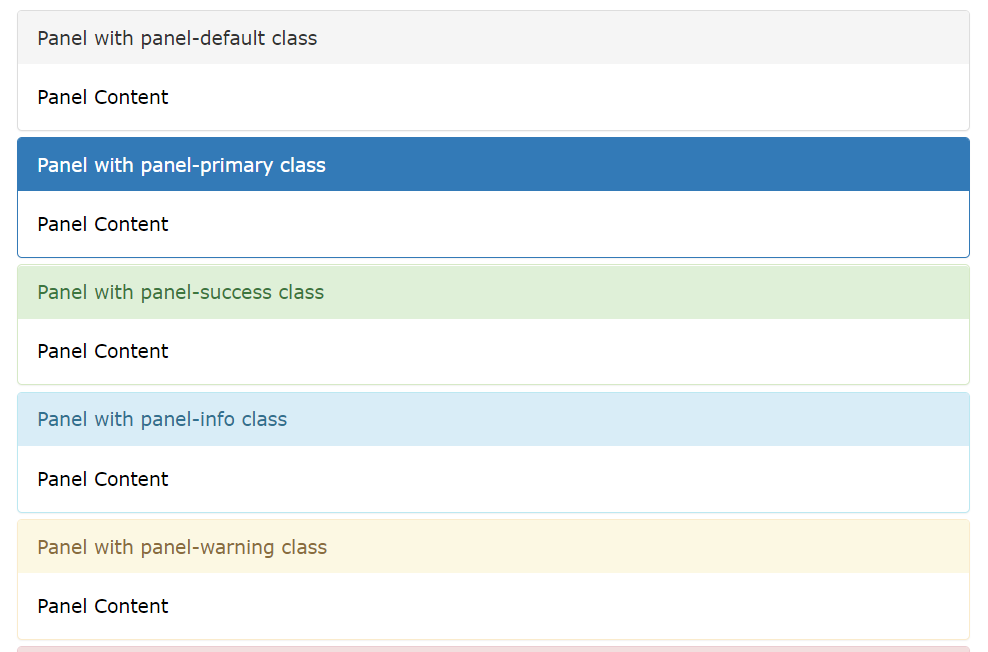 Panel with panel-default class
Panel Content
Panel with panel-primary class
Panel Content
Panel with panel-success class
Panel Content
Panel with panel-info class
Panel Content
Panel with panel-warning class
Panel Content